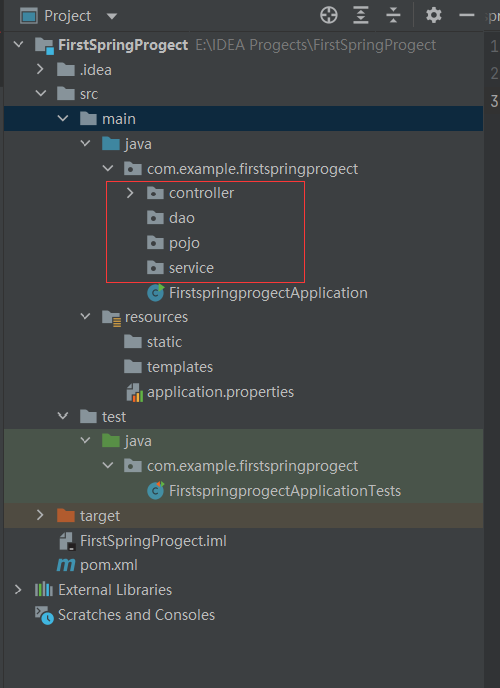 Project
FirstSpringProgect E:\IDEA Progects\FirstSpringProgect
.idea
src
main
java
com.example.firstspringprogect
controller
dao
pojo
service
FirstspringprogectApplication
resources
static
templates
application.properties
test
java
com.example.firstspringprogect
FirstspringprogectApplicationTests
target
FirstSpringProgect.iml
pom.xml
External Libraries
Scratches and Consoles
1
2
3